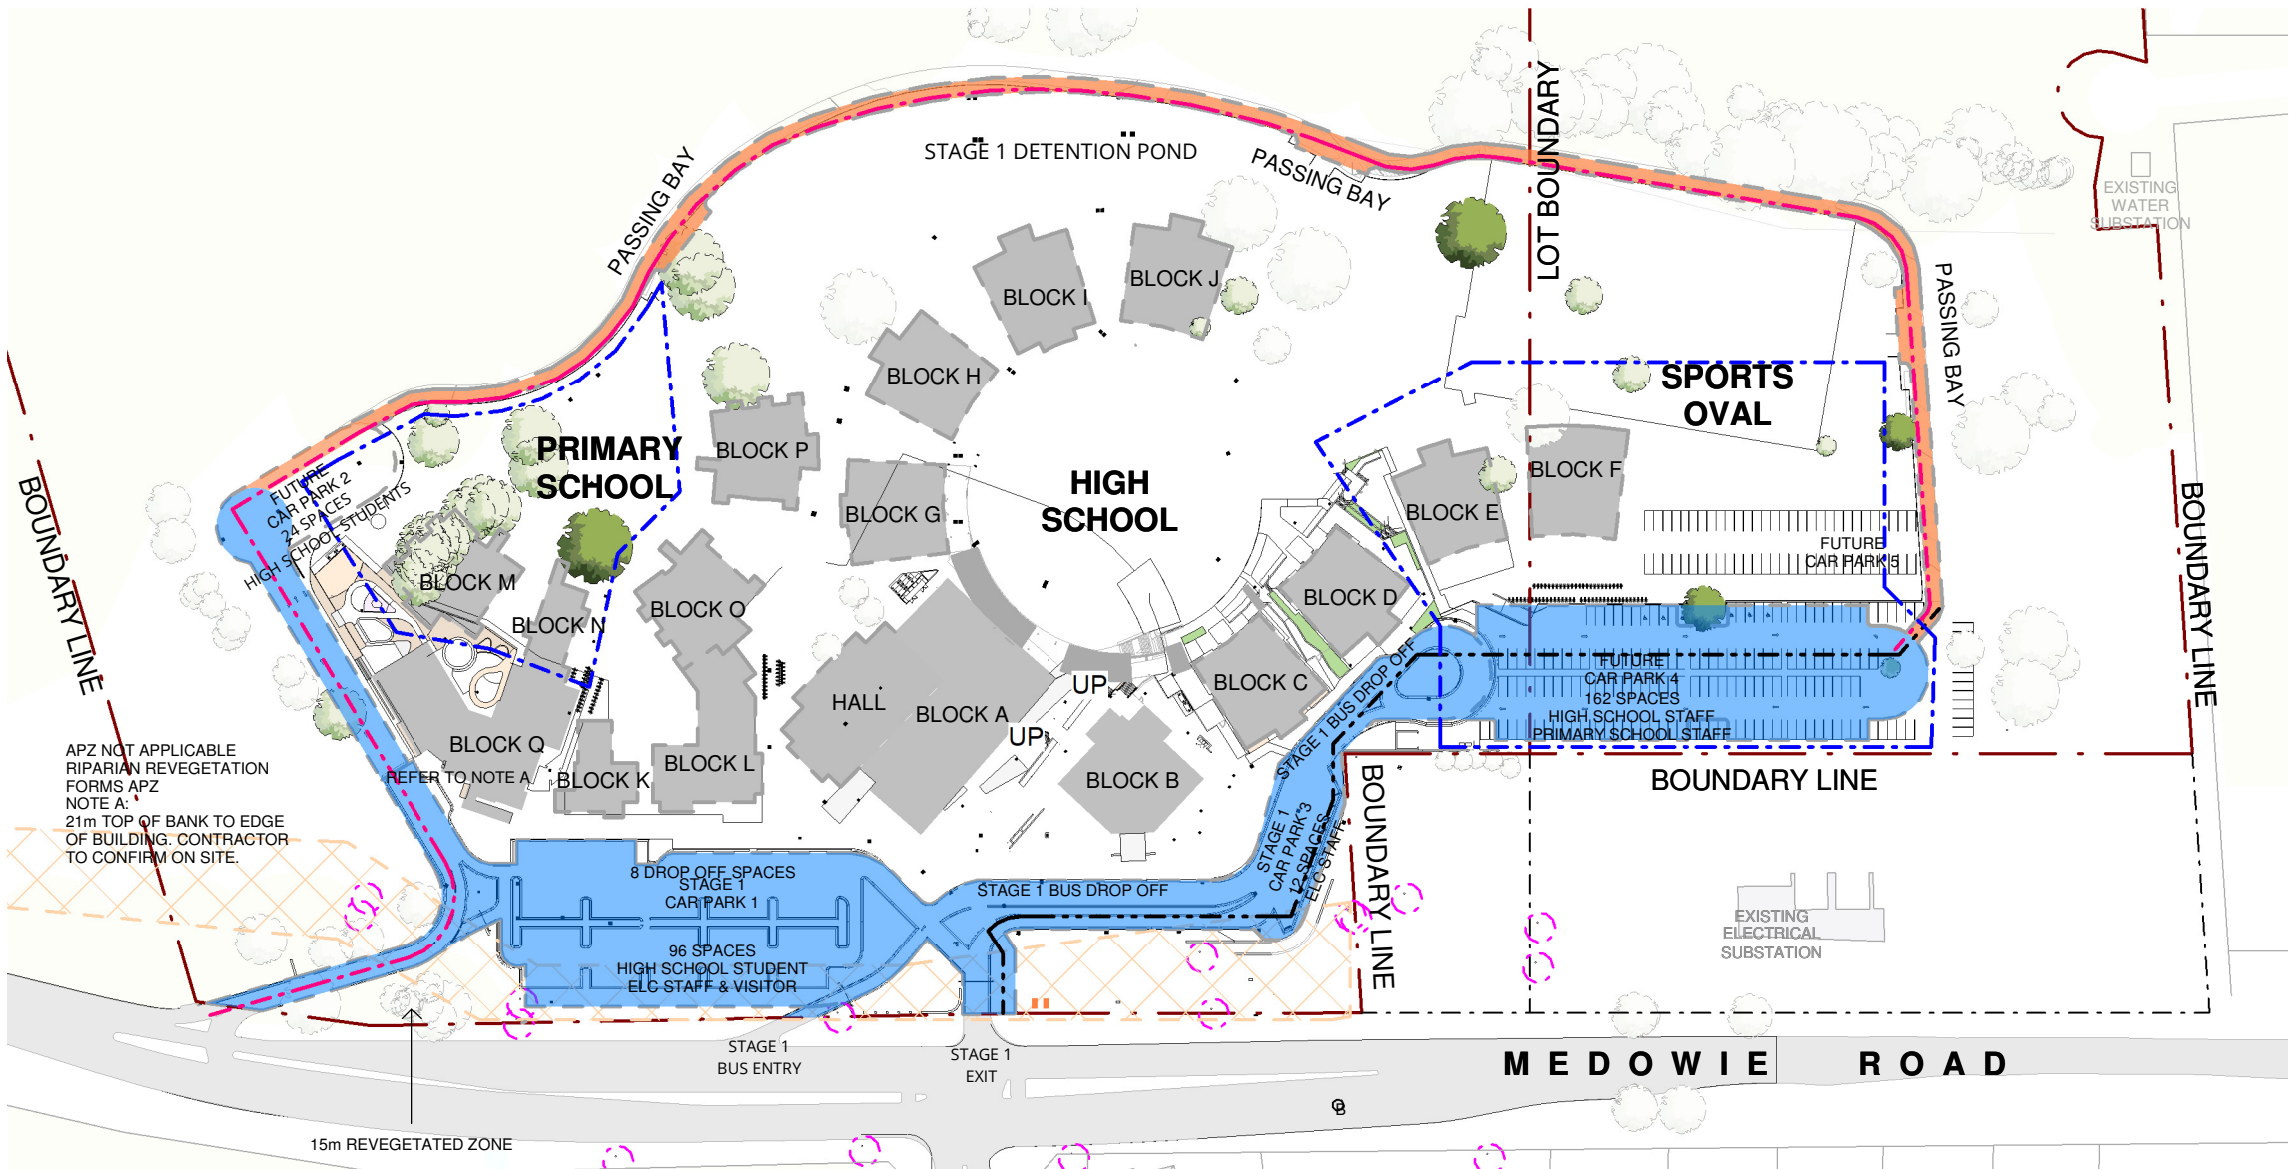 LOT BOUNDARY
STAGE 1 DETENTION POND
PASSING BAY
PASSING BAY
PASSING BAY
EXISTING
WATER
SUBSTATION
BLOCK J
BLOCK I
BLOCK H
SPORTS
OVAL
PRIMARY
SCHOOL
BLOCK P
HIGH
SCHOOL
BLOCK G
BLOCK E
BLOCK F
FUTURE
CAR PARK 2
24 SPACES
HIGH SCHOOL STUDENTS
FUTURE
CAR PARK 5
BOUNDARY LINE
BOUNDARY LINE
BLOCK M
BLOCK N
BLOCK O
BLOCK D
BLOCK C
UP
UP
HALL
BLOCK A
BLOCK B
BLOCK Q
REFER TO NOTE A
BLOCK K
BLOCK L
FUTURE
CAR PARK 4
162 SPACES
HIGH SCHOOL STAFF
PRIMARY SCHOOL STAFF
STAGE 1 BUS DROP OFF
BOUNDARY LINE
BOUNDARY LINE
APZ NOT APPLICABLE
RIPARIAN REVEGETATION
FORMS APZ
NOTE A:
21m TOP OF BANK TO EDGE
OF BUILDING. CONTRACTOR
TO CONFIRM ON SITE.
STAGE 1
CAR PARK 3
12 SPACES
ELC STAFF
8 DROP OFF SPACES
STAGE 1
CAR PARK 1
STAGE 1 BUS DROP OFF
96 SPACES
HIGH SCHOOL STUDENT
ELC STAFF & VISITOR
EXISTING
ELECTRICAL
SUBSTATION
STAGE 1
BUS ENTRY
STAGE 1
EXIT
MEDOWIE ROAD
15m REVEGETATED ZONE